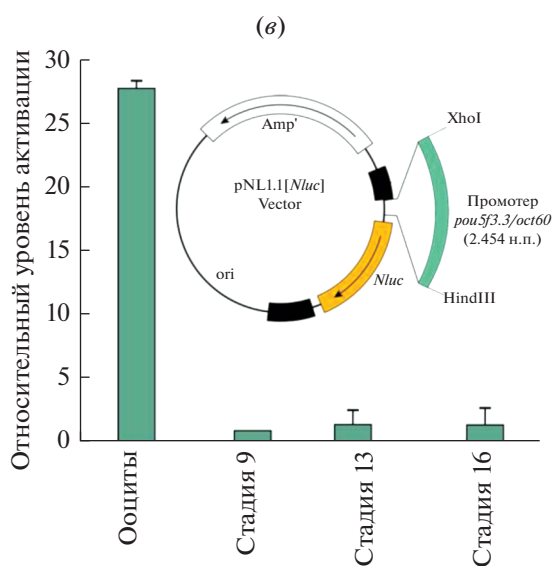 (в)
Относительный уровень активации
30
25
20
15
10
5
0
Ооциты
Стадия 9
Стадия 13
Стадия 16
Amp'
pNL1.1[Nluc]
Vector
ori
Nluc
XhoI
Промотер
pou5f3.3/oct60
(2.454 н.п.)
HindIII